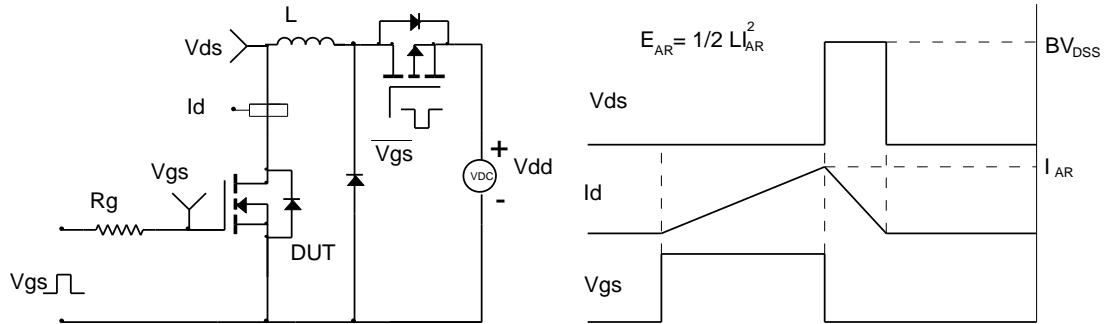 L
Vds
Id
Vgs
Rg
Vgs
DUT
Vgs
VDC
+
-
Vdd
E_AR= 1/2 LI_AR^2
BV_DSS
Vds
I_AR
Id
Vgs